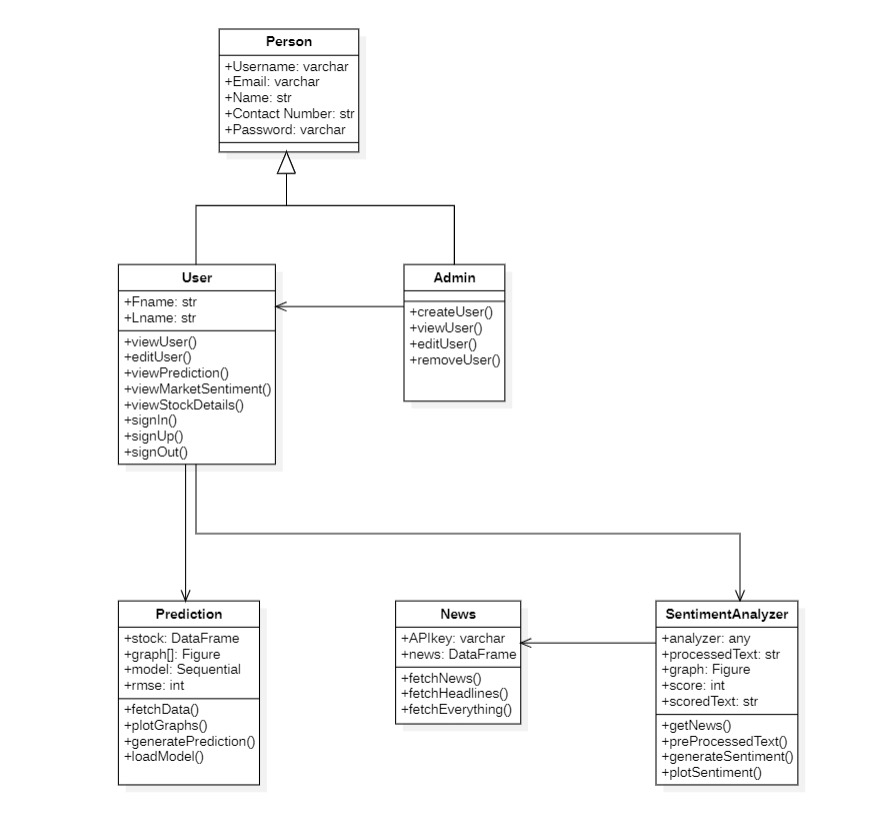 Person
+Username: varchar
+Email: varchar
+Name: str
+Contact Number: str
+Password: varchar
User
+Fname: str
+Lname: str
+viewUser()
+editUser()
+viewPrediction()
+viewMarketSentiment()
+viewStockDetails()
+signIn()
+signUp()
+signOut()
Admin
+createUser()
+viewUser()
+editUser()
+removeUser()
Prediction
+stock: DataFrame
+graph[]: Figure
+model: Sequential
+rmse: int
+fetchData()
+plotGraphs()
+generatePrediction()
+loadModel()
News
+APIkey: varchar
+news: DataFrame
+fetchNews()
+fetchHeadlines()
+fetchEverything()
SentimentAnalyzer
+analyzer: any
+processedText: str
+graph: Figure
+score: int
+scoredText: str
+getNews()
+preProcessedText()
+generateSentiment()
+plotSentiment()